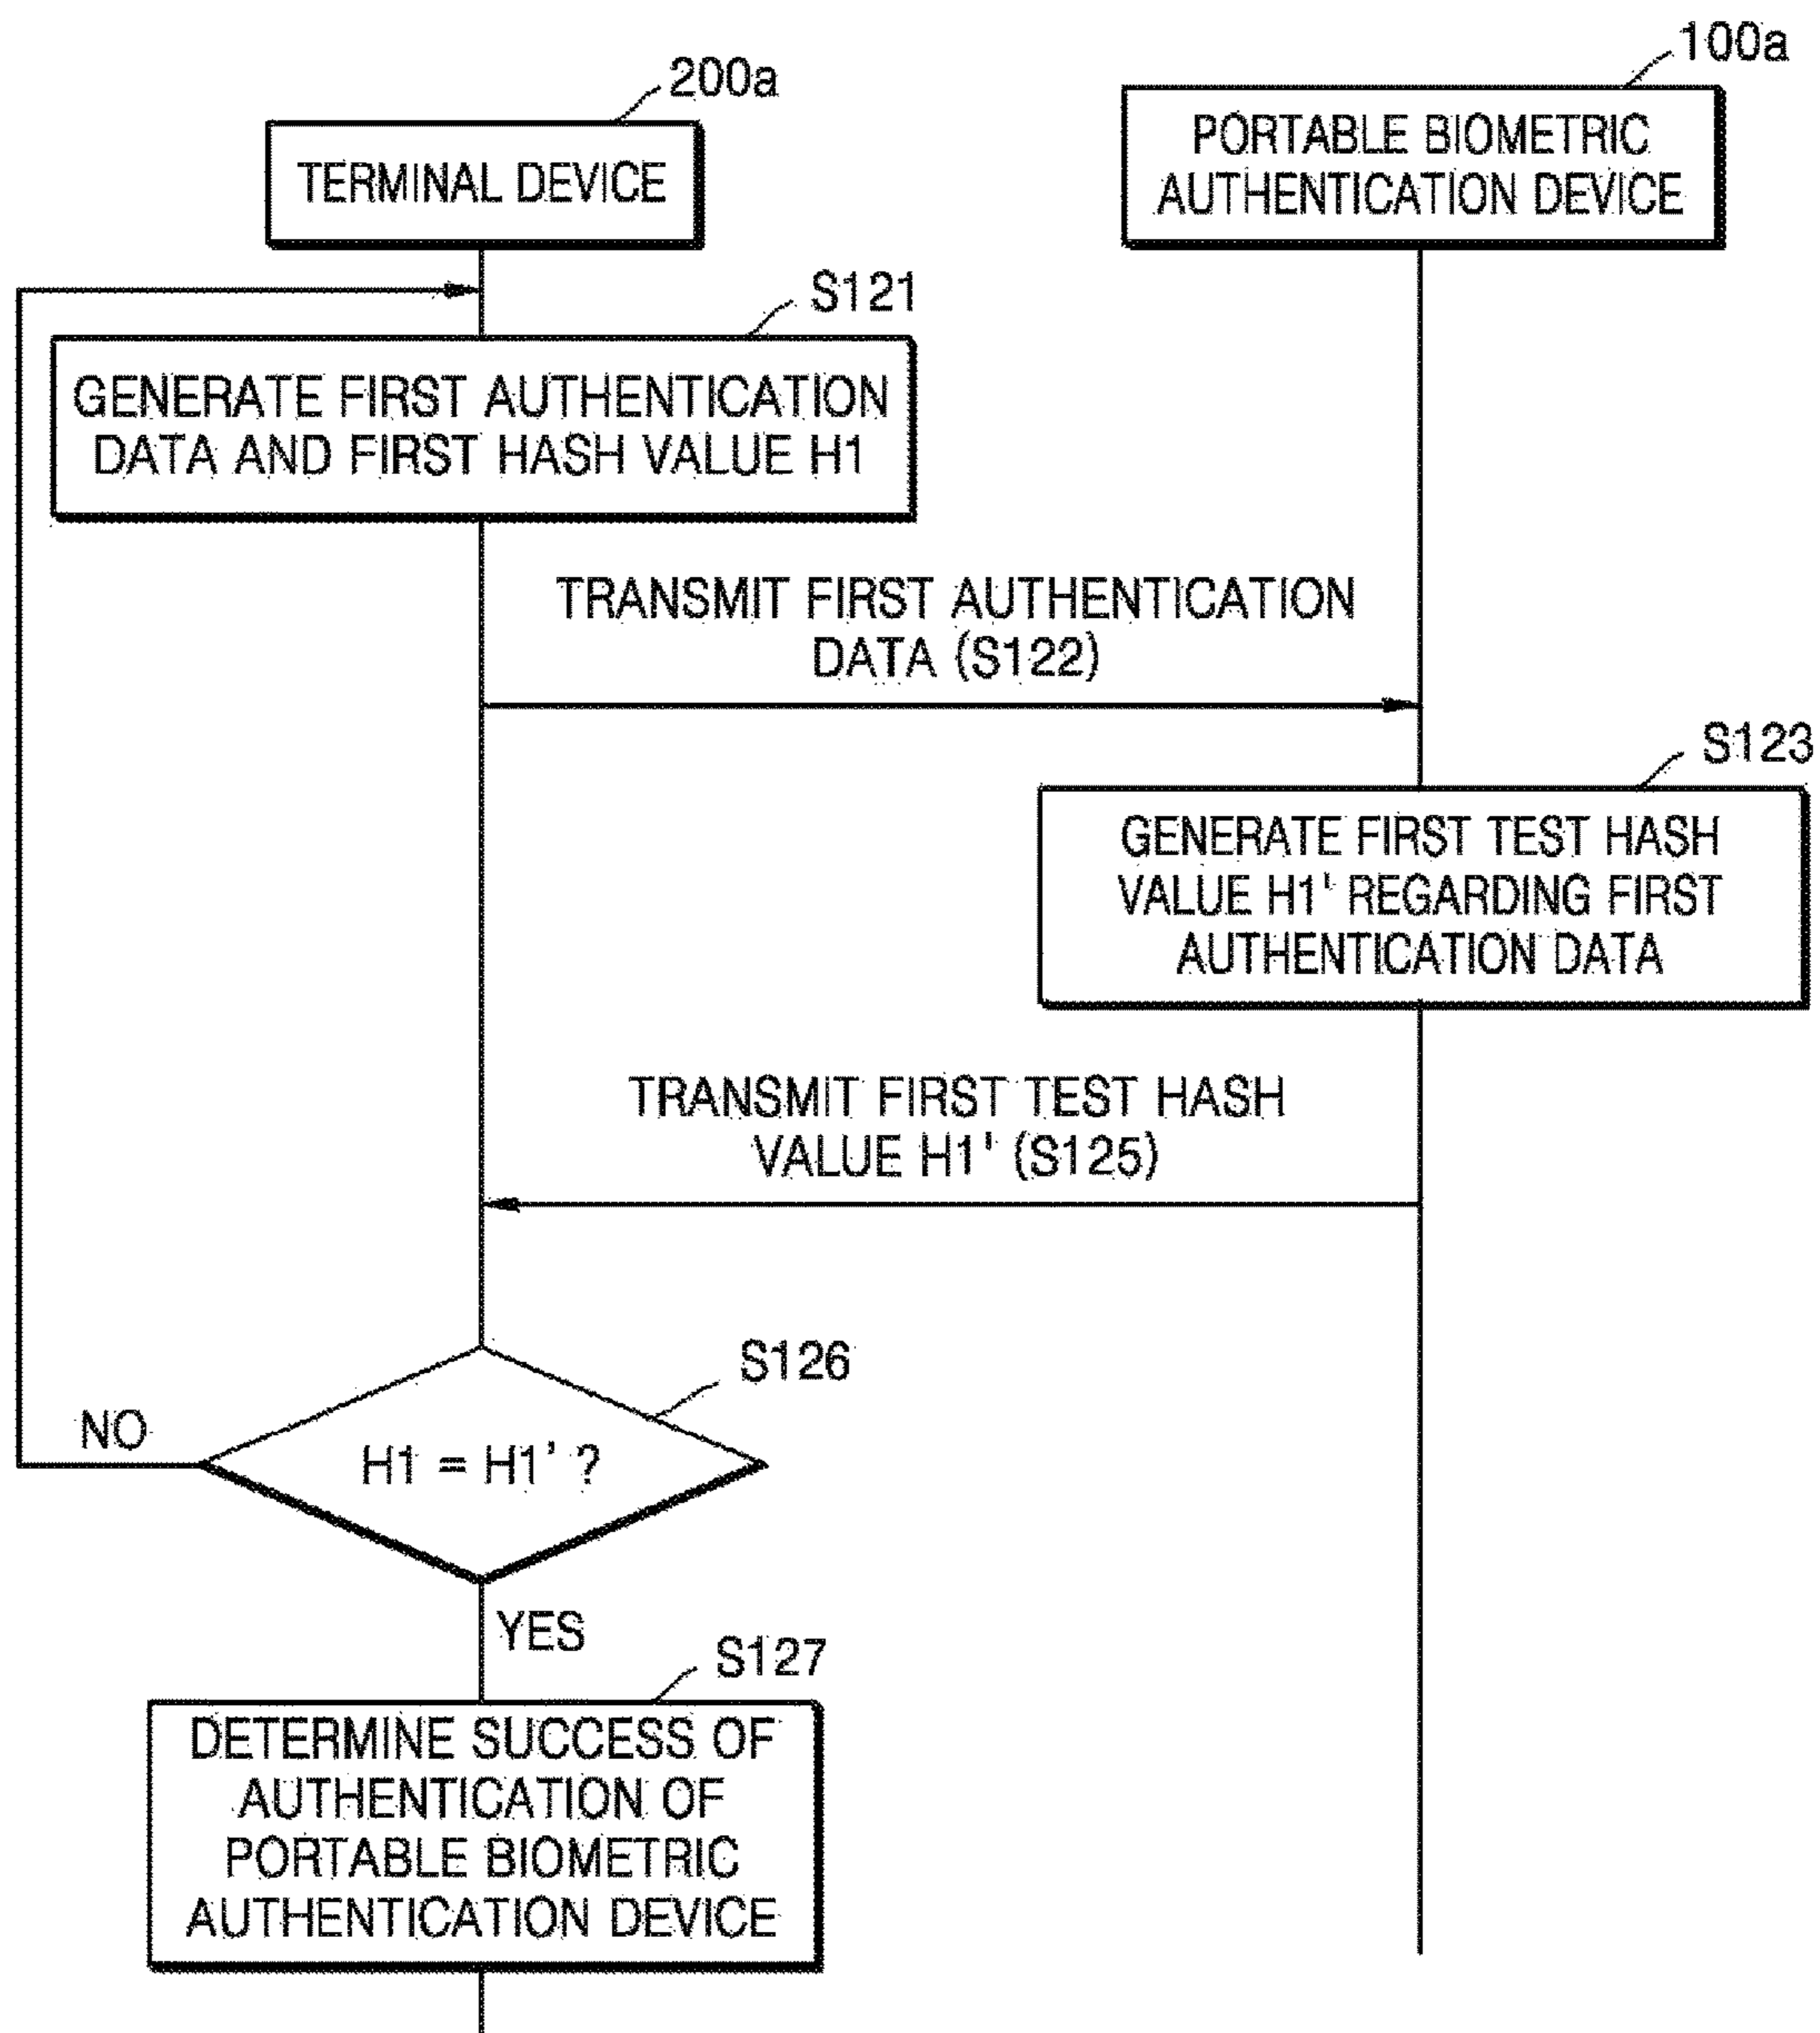 100a
200a
PORTABLE BIOMETRIC
AUTHENTICATION DEVICE
TERMINAL DEVICE
S121
GENERATE FIRST AUTHENTICATION
DATA AND FIRST HASH VALUE H1
TRANSMIT FIRST AUTHENTICATION
DATA (S122)
S123
GENERATE FIRST TEST HASH
VALUE H1' REGARDING FIRST
AUTHENTICATION DATA
TRANSMIT FIRST TEST HASH
VALUE H1' (S125)
S126
NO
H1 = H1' ?
YES
S127
DETERMINE SUCCESS OF
AUTHENTICATION OF
PORTABLE BIOMETRIC
AUTHENTICATION DEVICE